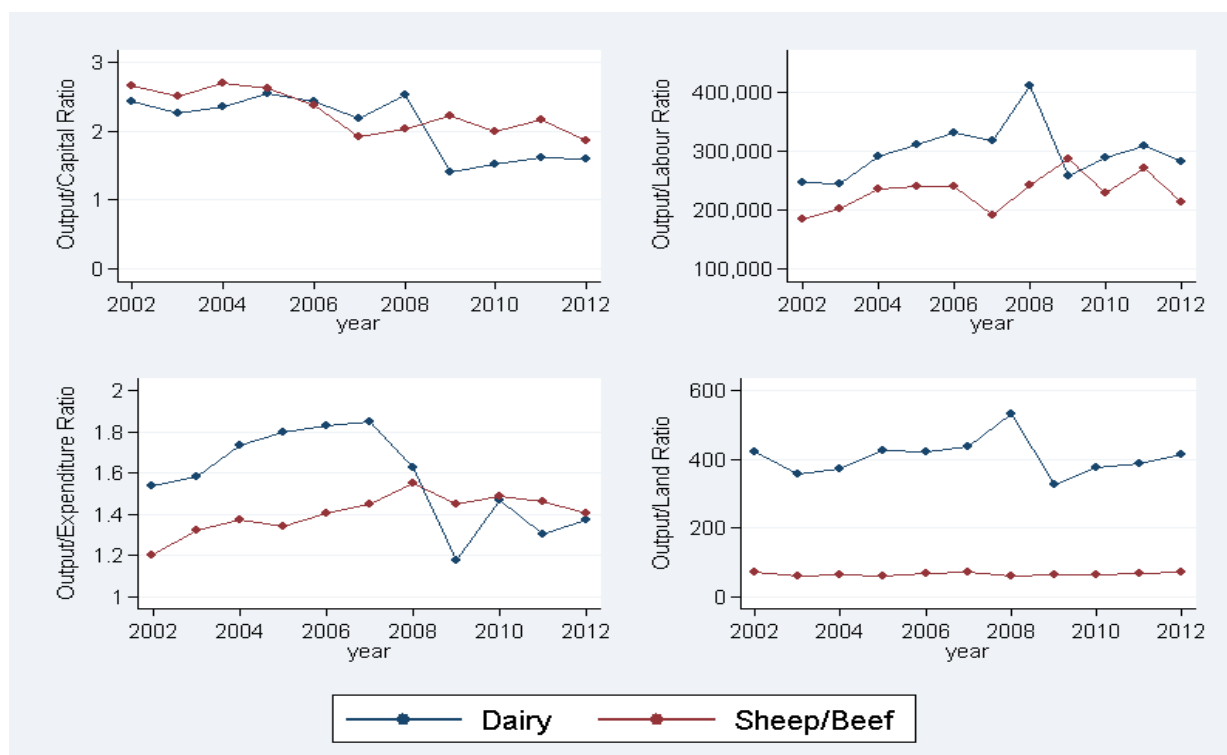 Output/Capital Ratio
3
2
1
0
2002 2004 2006 2008 2010 2012
year
Output/Labour Ratio
400,000
300,000
200,000
100,000
2002 2004 2006 2008 2010 2012
year
Output/Expenditure Ratio
2
1.8
1.6
1.4
1.2
1
2002 2004 2006 2008 2010 2012
year
Output/Land Ratio
600
400
200
0
2002 2004 2006 2008 2010 2012
year
Dairy Sheep/Beef